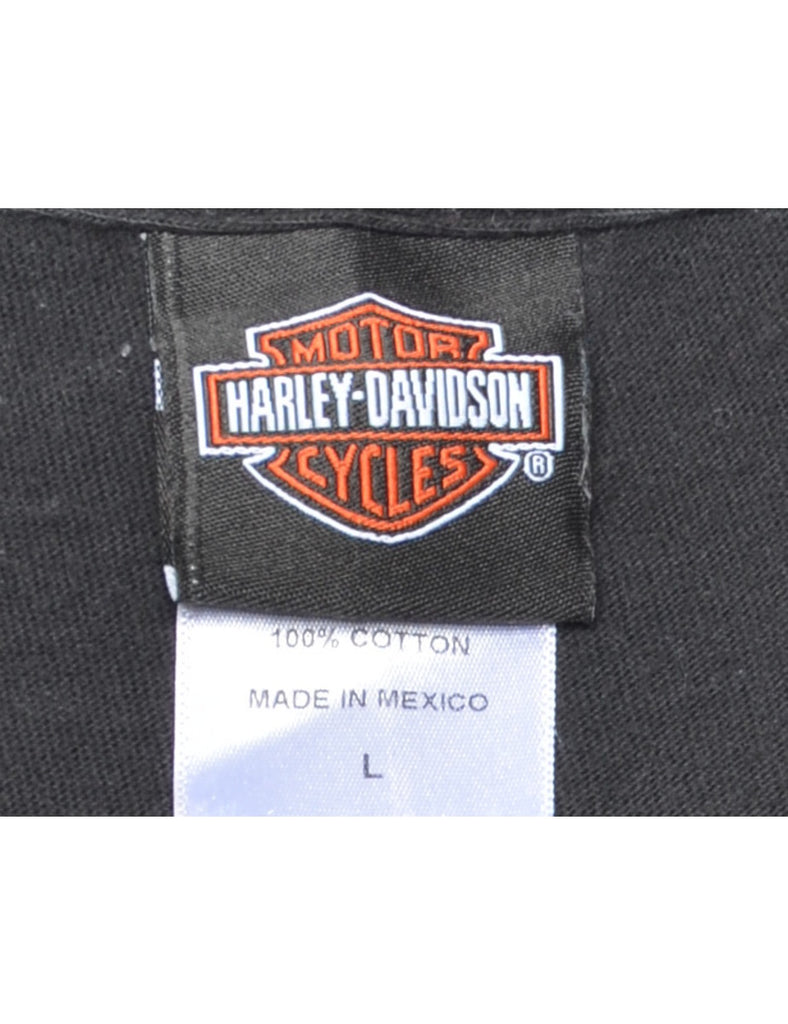 MOTOR
HARLEY-DAVIDSON
CYCLES
®
100% COTTON
MADE IN MEXICO
L